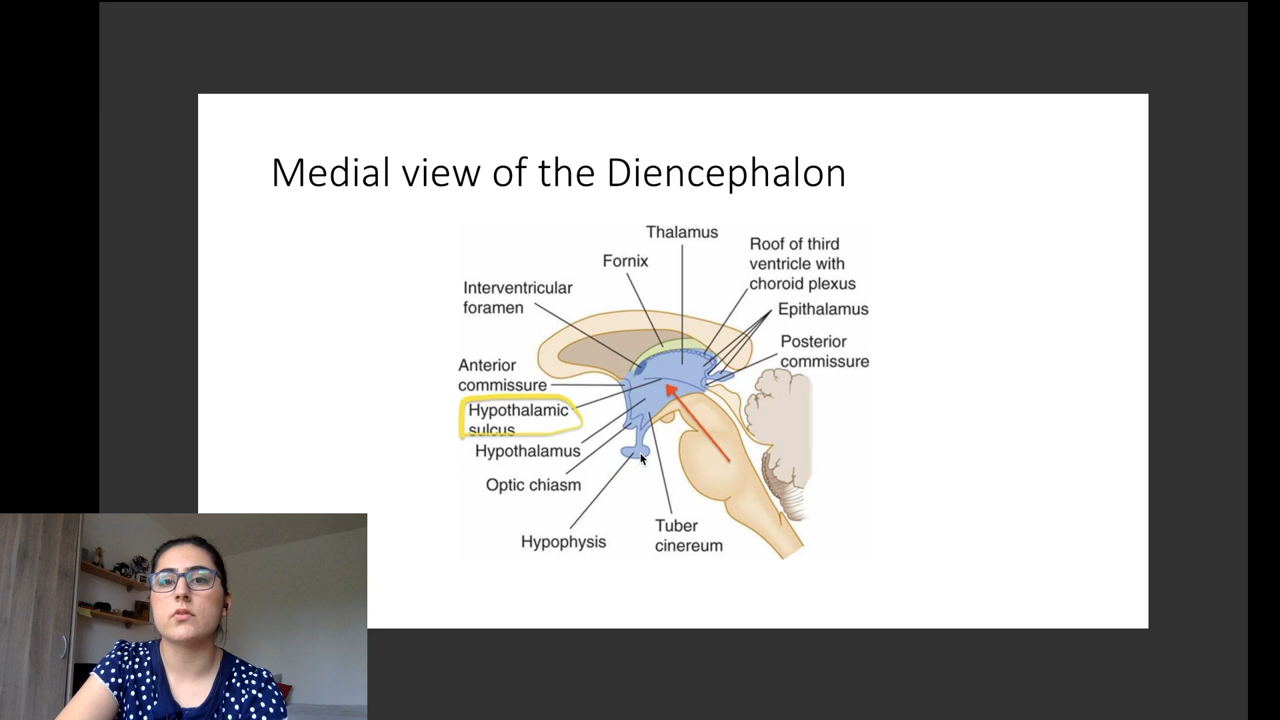 Medial view of the Diencephalon
Thalamus
Fornix
Roof of third
ventricle with
choroid plexus
Interventricular
foramen
Epithalamus
Posterior
commissure
Anterior
commissure
Hypothalamic
sulcus
Hypothalamus
Optic chiasm
Hypophysis
Tuber
cinereum